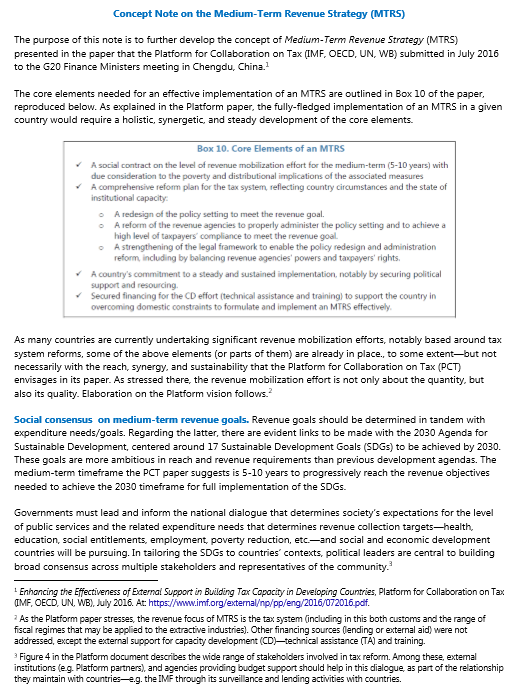 Concept Note on the Medium-Term Revenue Strategy (MTRS)
The purpose of this note is to further develop the concept of Medium-Term Revenue Strategy (MTRS)
presented in the paper that the Platform for Collaboration on Tax (IMF, OECD, UN, WB) submitted in July 2016
to the G20 Finance Ministers meeting in Chengdu, China.¹
The core elements needed for an effective implementation of an MTRS are outlined in Box 10 of the paper,
reproduced below. As explained in the Platform paper, the fully-fledged implementation of an MTRS in a given
country would require a holistic, synergetic, and steady development of the core elements.
Box 10. Core Elements of an MTRS
✓ A social contract on the level of revenue mobilization effort for the medium-term (5-10 years) with
due consideration to the poverty and distributional implications of the associated measures
✓ A comprehensive reform plan for the tax system, reflecting country circumstances and the state of
institutional capacity:
o A redesign of the policy setting to meet the revenue goal.
o A reform of the revenue agencies to properly administer the policy setting and to achieve a
high level of taxpayers' compliance to meet the revenue goal.
o A strengthening of the legal framework to enable the policy redesign and administration
reform, including by balancing revenue agencies' powers and taxpayers' rights.
✓ A country's commitment to a steady and sustained implementation, notably by securing political
support and resourcing.
✓ Secured financing for the CD effort (technical assistance and training) to support the country in
overcoming domestic constraints to formulate and implement an MTRS effectively.
As many countries are currently undertaking significant revenue mobilization efforts, notably based around tax
system reforms, some of the above elements (or parts of them) are already in place., to some extent—but not
necessarily with the reach, synergy, and sustainability that the Platform for Collaboration on Tax (PCT)
envisages in its paper. As stressed there, the revenue mobilization effort is not only about the quantity, but
also its quality. Elaboration on the Platform vision follows.²
Social consensus on medium-term revenue goals. Revenue goals should be determined in tandem with
expenditure needs/goals. Regarding the latter, there are evident links to be made with the 2030 Agenda for
Sustainable Development, centered around 17 Sustainable Development Goals (SDGs) to be achieved by 2030.
These goals are more ambitious in reach and revenue requirements than previous development agendas. The
medium-term timeframe the PCT paper suggests is 5-10 years to progressively reach the revenue objectives
needed to achieve the 2030 timeframe for full implementation of the SDGs.
Governments must lead and inform the national dialogue that determines society's expectations for the level
of public services and the related expenditure needs that determines revenue collection targets—health,
education, social entitlements, employment, poverty reduction, etc.—and social and economic development
countries will be pursuing. In tailoring the SDGs to countries' contexts, political leaders are central to building
broad consensus across multiple stakeholders and representatives of the community.³
¹ Enhancing the Effectiveness of External Support in Building Tax Capacity in Developing Countries, Platform for Collaboration on Tax
(IMF, OECD, UN, WB), July 2016. At: https://www.imf.org/external/np/pp/eng/2016/072016.pdf.
² As the Platform paper stresses, the revenue focus of MTRS is the tax system (including in this both customs and the range of
fiscal regimes that may be applied to the extractive industries). Other financing sources (lending or external aid) were not
addressed, except the external support for capacity development (CD)—technical assistance (TA) and training.
³ Figure 4 in the Platform document describes the wide range of stakeholders involved in tax reform. Among these, external
institutions (e.g. Platform partners), and agencies providing budget support should help in this dialogue, as part of the relationship
they maintain with countries—e.g. the IMF through its surveillance and lending activities with countries.